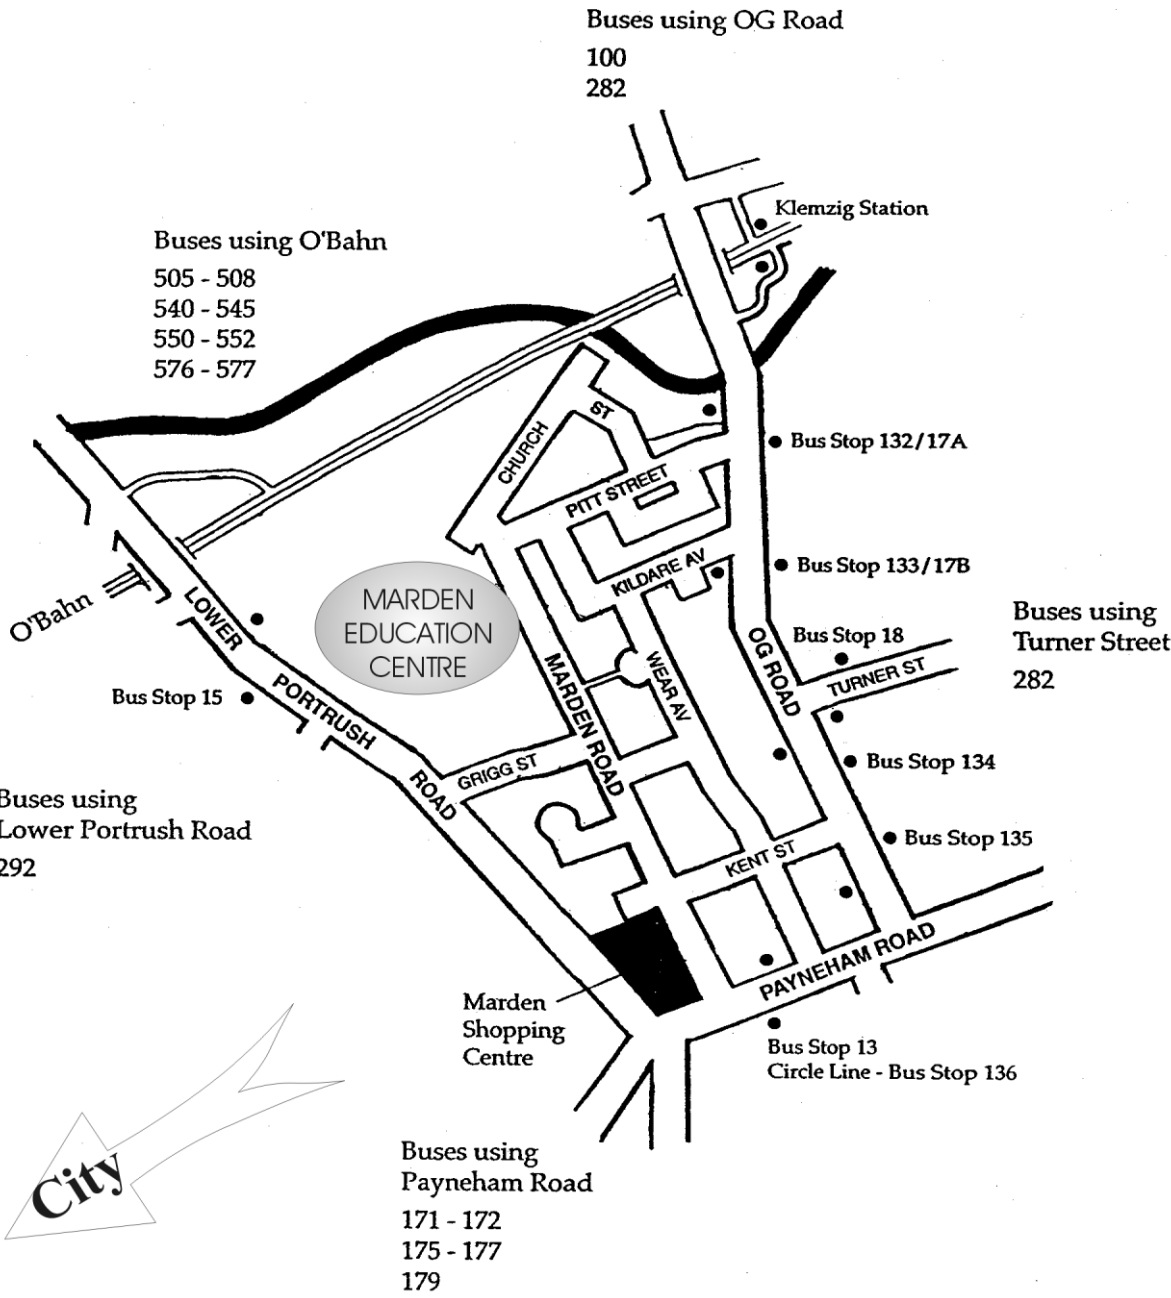 Buses using OG Road
100
282
Klemzig Station
Buses using O'Bahn
505 - 508
540 - 545
550 - 552
576 - 577
CHURCH
ST
Bus Stop 132/17A
PITT STREET
KILDARE AV
Bus Stop 133/17B
O'Bahn
LOWER
PORTRUSH
ROAD
MARDEN
EDUCATION
CENTRE
MARDEN ROAD
WEAR AV
OG ROAD
Bus Stop 18
TURNER ST
Buses using
Turner Street
282
Bus Stop 15
GRIGG ST
Bus Stop 134
Buses using
Lower Portrush Road
292
KENT ST
Bus Stop 135
PAYNEHAM ROAD
Marden
Shopping
Centre
Bus Stop 13
Circle Line - Bus Stop 136
City
Buses using
Payneham Road
171 - 172
175 - 177
179